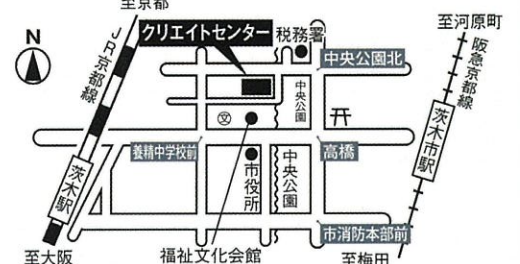 至京都
N
JR京都線
クリエイトセンター
税務署
至河原町
中央公園北
阪急京都線
中央公園
文
養精中学校前
高橋
茨木市駅
茨木駅
市役所
中央公園
市消防本部前
至大阪
福祉文化会館
至梅田